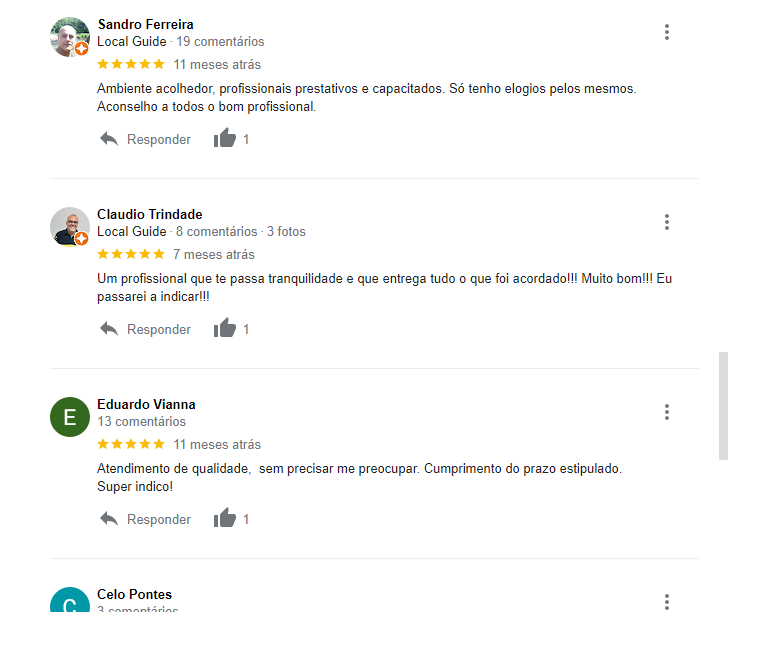 Sandro Ferreira
Local Guide · 19 comentários
11 meses atrás
Ambiente acolhedor, profissionais prestativos e capacitados. Só tenho elogios pelos mesmos.
Aconselho a todos o bom profissional.
Responder 1
Claudio Trindade
Local Guide · 8 comentários · 3 fotos
7 meses atrás
Um profissional que te passa tranquilidade e que entrega tudo o que foi acordado!!! Muito bom!!! Eu
passarei a indicar!!!
Responder 1
E
Eduardo Vianna
13 comentários
11 meses atrás
Atendimento de qualidade,  sem precisar me preocupar. Cumprimento do prazo estipulado.
Super indico!
Responder 1
C
Celo Pontes
3 comentários